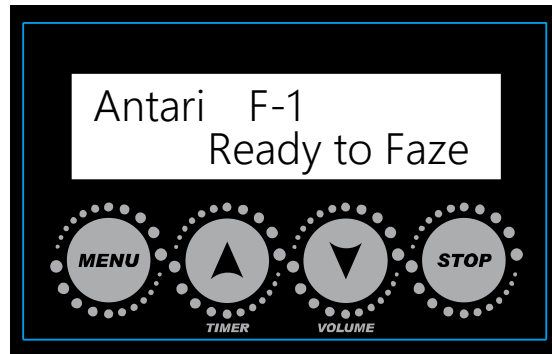 Antari F-1
Ready to Faze
MENU
STOP
TIMER
VOLUME